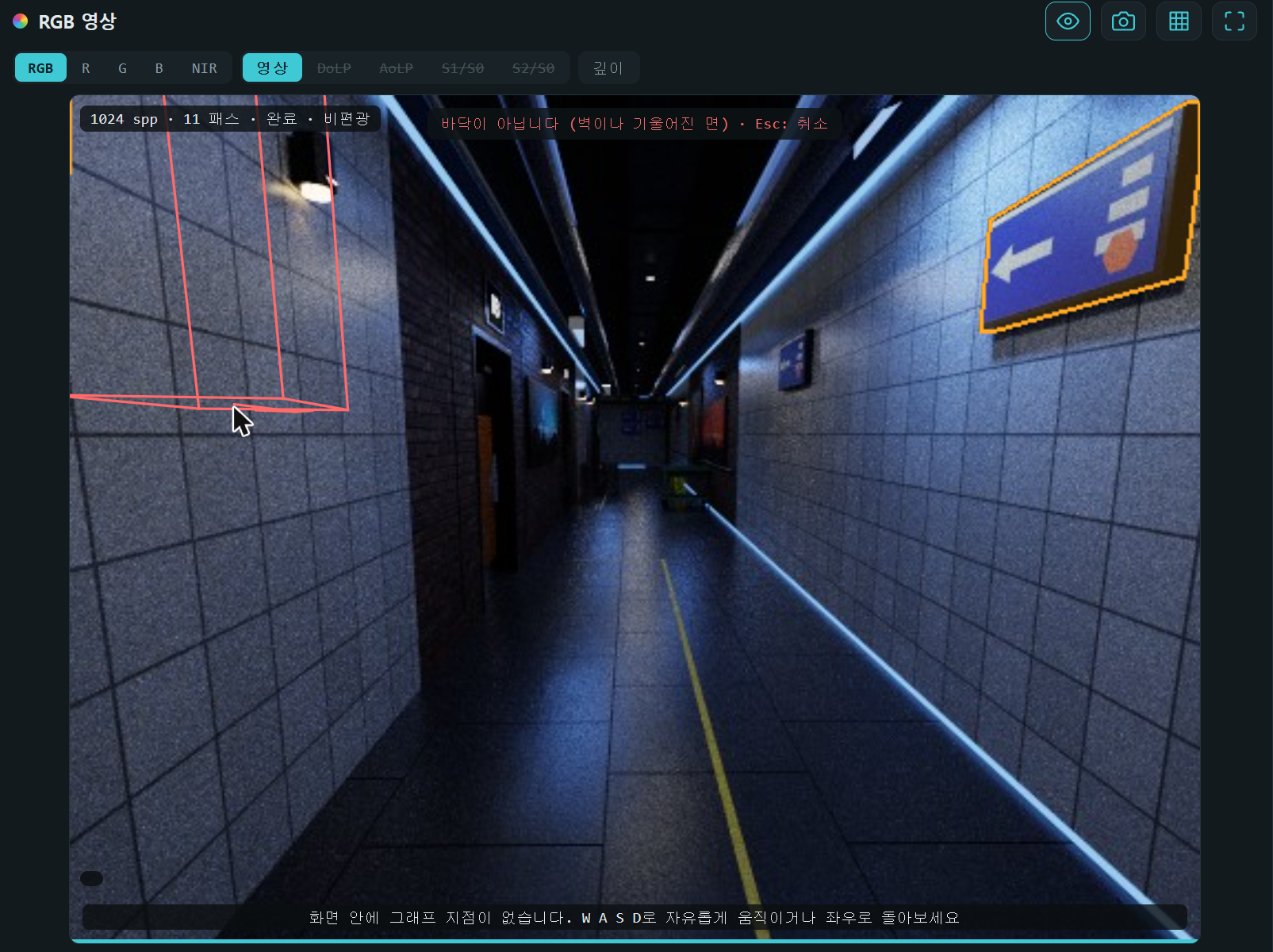 RGB 영상
RGB R G B NIR 영상 DoLP AoLP S1/S0 S2/S0 깊이
1024 spp · 11 패스 · 완료 · 비편광
바닥이 아닙니다 (벽이나 기울어진 면) · Esc: 취소
화면 안에 그래프 지점이 없습니다. W A S D로 자유롭게 움직이거나 좌우로 돌아보세요